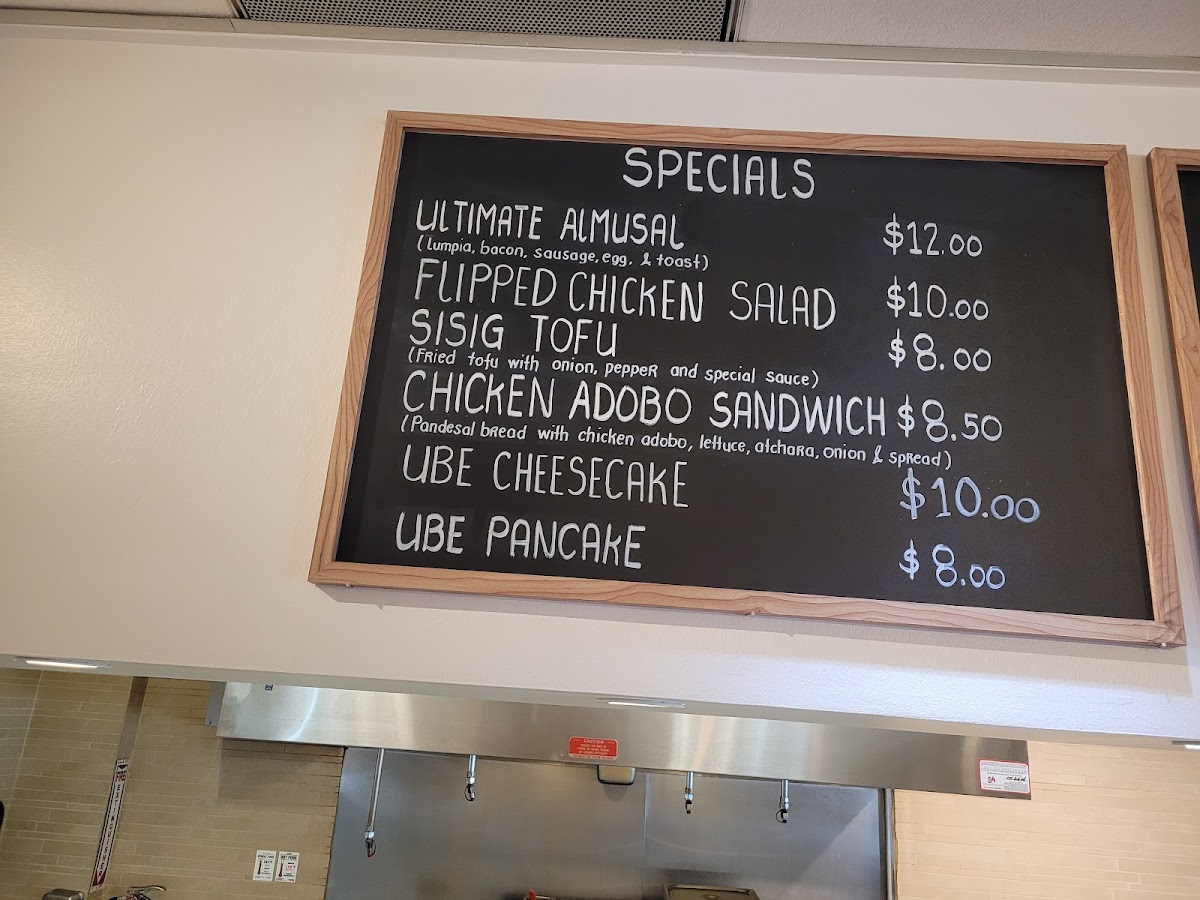 SPECIALS
ULTIMATE ALMUSAL $12.00
(lumpia, bacon, sausage, egg, & toast)
FLIPPED CHICKEN SALAD $10.00
SISIG TOFU $8.00
(Fried tofu with onion, pepper and special sauce)
CHICKEN ADOBO SANDWICH $8.50
(Pandesal bread with chicken adobo, lettuce, atchara, onion & spread)
UBE CHEESECAKE $10.00
UBE PANCAKE $8.00
CAUTION
FIRE EXTINGUISHER